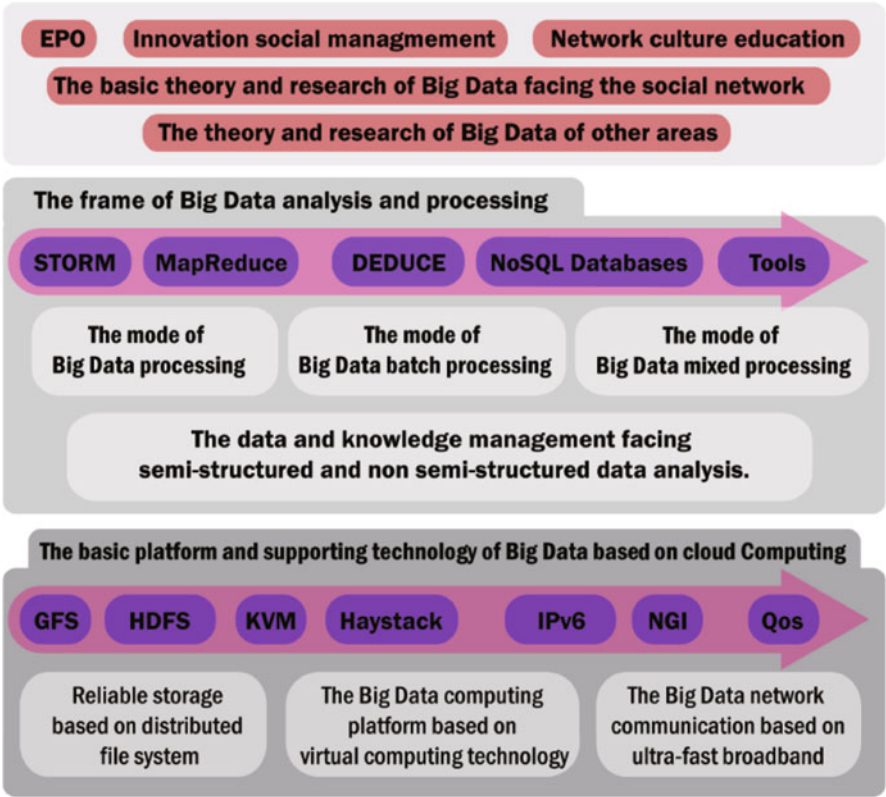 EPO Innovation social managmement Network culture education
The basic theory and research of Big Data facing the social network
The theory and research of Big Data of other areas
The frame of Big Data analysis and processing
STORM MapReduce DEDUCE NoSQL Databases Tools
The mode of
Big Data processing
The mode of
Big Data batch processing
The mode of
Big Data mixed processing
The data and knowledge management facing
semi-structured and non semi-structured data analysis.
The basic platform and supporting technology of Big Data based on cloud Computing
GFS HDFS KVM Haystack IPv6 NGI Qos
Reliable storage
based on distributed
file system
The Big Data computing
platform based on
virtual computing technology
The Big Data network
communication based on
ultra-fast broadband